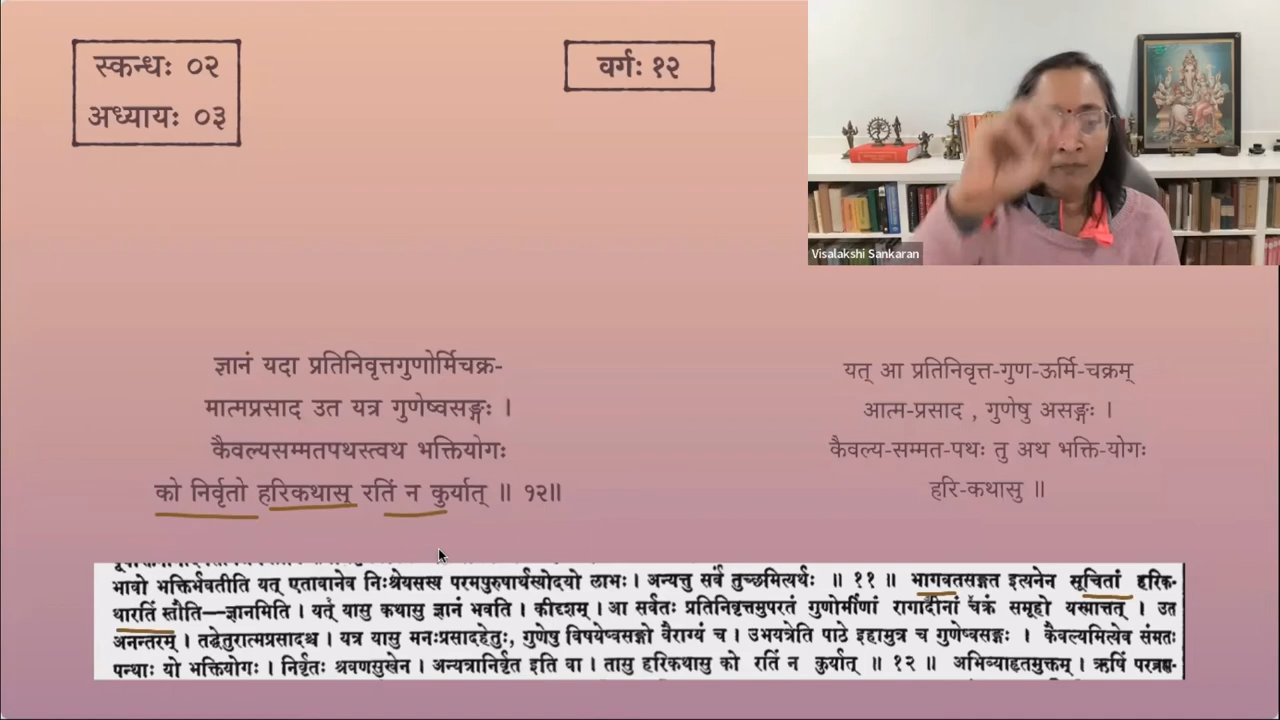 स्कन्धः ०२
अध्यायः ०३
वर्गः १२
Visalakshi Sankaran
ज्ञानं यदा प्रतिनिवृत्तगुणोर्मिचक्र-
मात्मप्रसाद उत यत्र गुणेष्वसङ्गः ।
कैवल्यसम्मतपथस्त्वथ भक्तियोगः
को निर्वृतो हरिकथासु रतिं न कुर्यात् ॥ १२॥
यत् आ प्रतिनिवृत्त-गुण-ऊर्मि-चक्रम्
आत्म-प्रसाद , गुणेषु असङ्गः ।
कैवल्य-सम्मत-पथः तु अथ भक्ति-योगः
हरि-कथासु ॥
भावो भक्तिर्भवतीति यत् एतावानेव निःश्रेयसस्य परमपुरुषार्थस्योदयो लाभः । अन्यत्तु सर्वं तुच्छमित्यर्थः ॥ ११ ॥ भागवतसङ्गत इत्यनेन सूचितां हरिक-
थारतिं स्तौति—ज्ञानमिति । यत् यासु कथासु ज्ञानं भवति । कीदृशम् । आ सर्वतः प्रतिनिवृत्तमुपरतं गुणोर्मीणां रागादीनां चक्रं समूहो यस्मात्तत् । उत
अनन्तरम् । तद्धेतुरात्मप्रसादश्च । यत्र यासु मनःप्रसादहेतुः, गुणेषु विषयेष्वसङ्गो वैराग्यं च । उभयत्रेति पाठे इहामुत्र च गुणेष्वसङ्गः । कैवल्यमित्येव संमतः
पन्थाः यो भक्तियोगः । निर्वृतः श्रवणसुखेन । अन्यत्रानिर्वृत इति वा । तासु हरिकथासु को रतिं न कुर्यात् ॥ १२ ॥ अभिव्याहृतमुक्तम् । ऋषिं